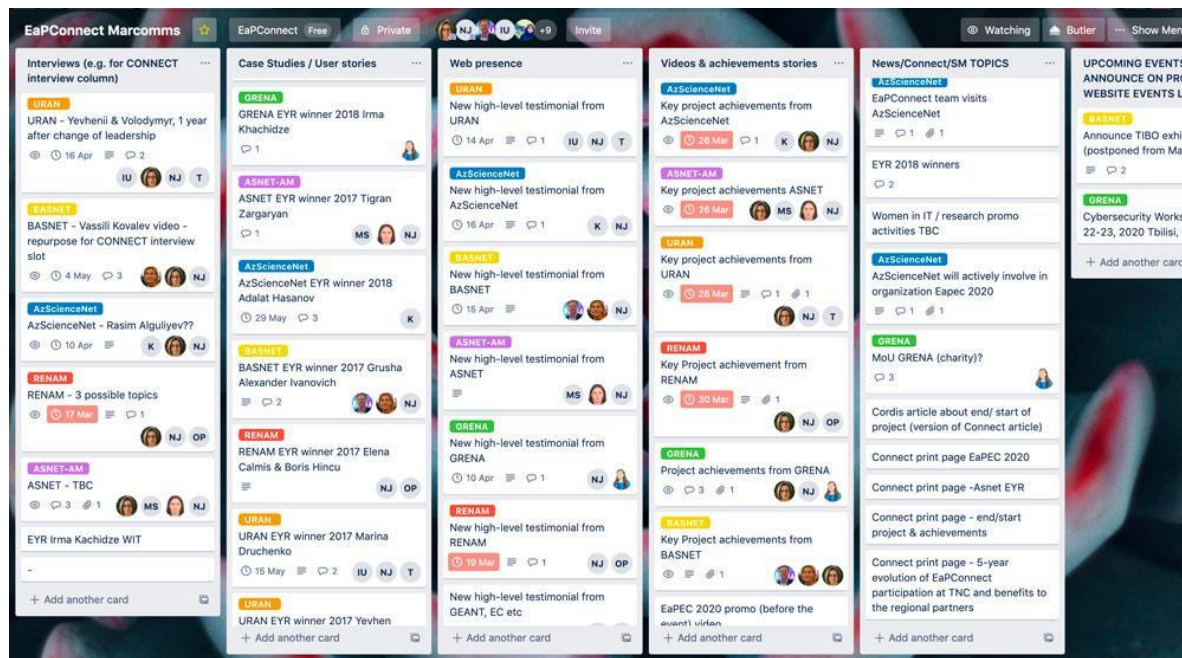 EaPConnect Marcomms
EaPConnect Free
Private
NJ
IU
+9
Invite
Watching
Butler
Show Men
Interviews (e.g. for CONNECT
interview column)
URAN
URAN - Yevhenii & Volodymyr, 1 year
after change of leadership
16 Apr 2
IU NJ T
BASNET
BASNET - Vassili Kovalev video -
repurpose for CONNECT interview
slot
4 May 3
NJ
AzScienceNet
AzScienceNet - Rasim Alguliyev??
10 Apr
K NJ
RENAM
RENAM - 3 possible topics
17 Mar 1
NJ OP
ASNET-AM
ASNET - TBC
3 1
MS NJ
EYR Irma Kachidze WIT
-
+ Add another card
Case Studies / User stories
GRENA
GRENA EYR winner 2018 Irma
Khachidze
1
ASNET-AM
ASNET EYR winner 2017 Tigran
Zargaryan
1
MS NJ
AzScienceNet
AzScienceNet EYR winner 2018
Adalat Hasanov
29 May 3
K
BASNET
BASNET EYR winner 2017 Grusha
Alexander Ivanovich
2
NJ
RENAM
RENAM EYR winner 2017 Elena
Calmis & Boris Hincu
NJ OP
URAN
URAN EYR winner 2017 Marina
Druchenko
15 May 2
IU NJ T
URAN
URAN EYR winner 2017 Yevhen
+ Add another card
Web presence
URAN
New high-level testimonial from
URAN
14 Apr 1
IU NJ T
AzScienceNet
New high-level testimonial from
AzScienceNet
16 Apr 1
K NJ
BASNET
New high-level testimonial from
BASNET
15 Apr
NJ
ASNET-AM
New high-level testimonial from
ASNET
MS NJ
GRENA
New high-level testimonial from
GRENA
10 Apr 1
NJ
RENAM
New high-level testimonial from
RENAM
19 Mar 1
NJ OP
New high-level testimonial from
GEANT, EC etc
+ Add another card
Videos & achievements stories
AzScienceNet
Key project achievements from
AzScienceNet
26 Mar 1
K NJ
ASNET-AM
Key project achievements ASNET
26 Mar
MS NJ
URAN
Key project achievements from
URAN
26 Mar 1 1
NJ T
RENAM
Key Project achievement from
RENAM
30 Mar 1
NJ OP
GRENA
Project achievements from GRENA
3 1
NJ
BASNET
Key Project achievements from
BASNET
1
EaPEC 2020 promo (before the
event) video
+ Add another card
News/Connect/SM TOPICS
AzScienceNet
EaPConnect team visits
AzScienceNet
1 1
EYR 2018 winners
2
Women in IT / research promo
activities TBC
AzScienceNet
AzScienceNet will actively involve in
organization Eapec 2020
1 1
GRENA
MoU GRENA (charity)?
3
Cordis article about end/ start of
project (version of Connect article)
Connect print page EaPEC 2020
Connect print page -Asnet EYR
Connect print page - end/start
project & achievements
Connect print page - 5-year
evolution of EaPConnect
participation at TNC and benefits to
the regional partners
+ Add another card
UPCOMING EVENTS
ANNOUNCE ON PRO
WEBSITE EVENTS L
BASNET
Announce TIBO exhi
(postponed from Ma
2
GRENA
Cybersecurity Works
22-23, 2020 Tbilisi,
+ Add another card